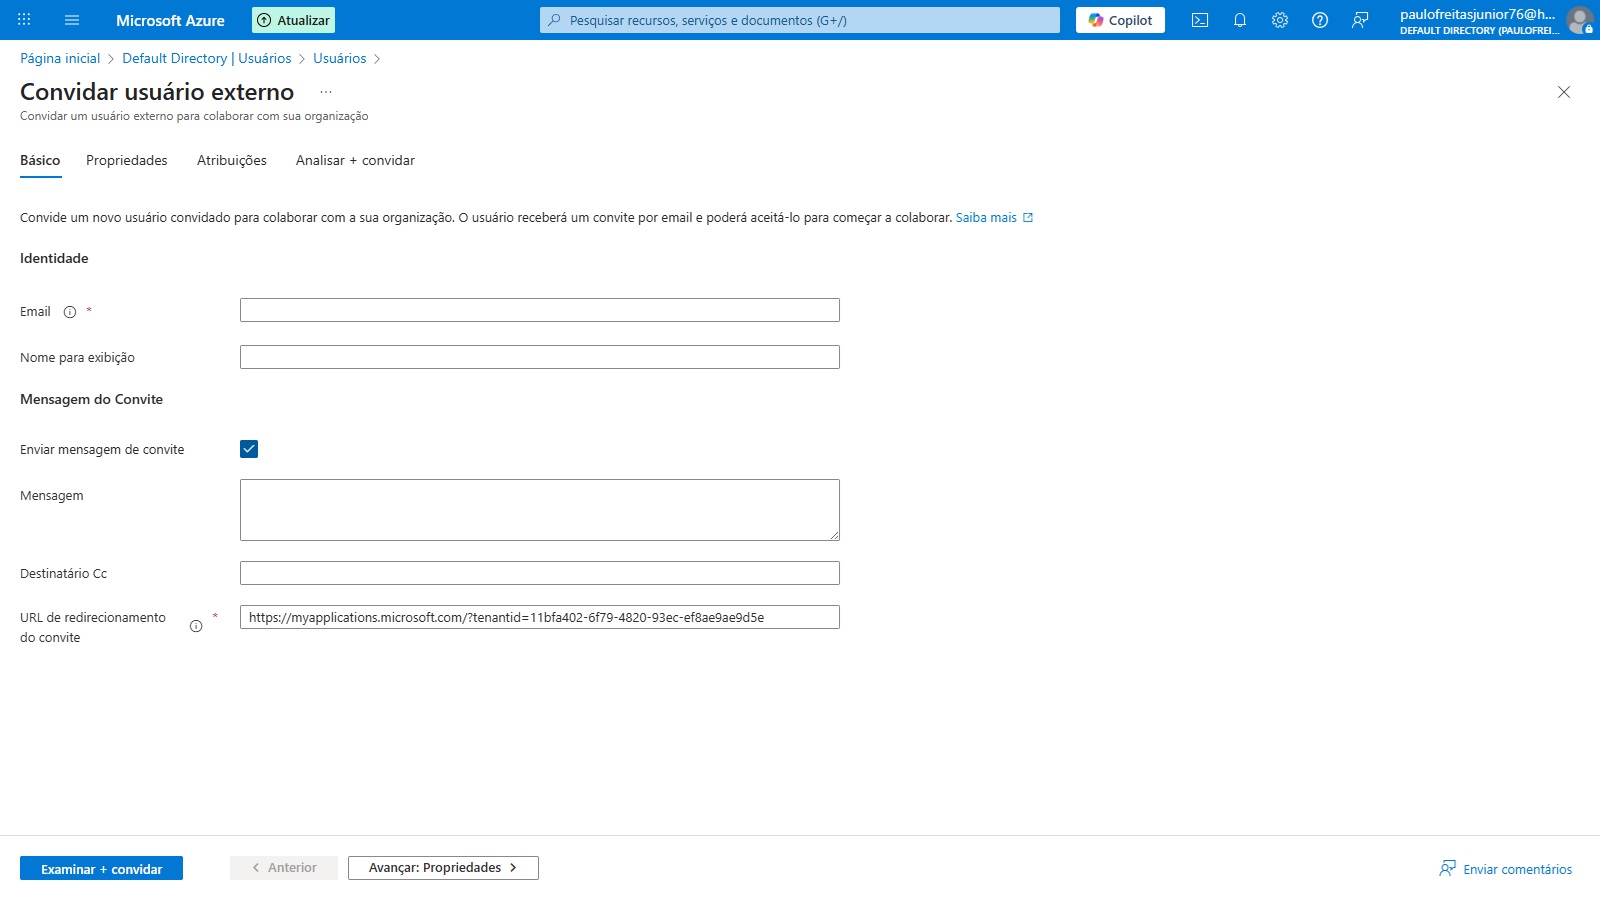 Microsoft Azure
Atualizar
Pesquisar recursos, serviços e documentos (G+/)
Copilot
paulofreitasjunior76@h...
DEFAULT DIRECTORY (PAULOFREI...
Página inicial > Default Directory | Usuários > Usuários >
Convidar usuário externo ...
Convidar um usuário externo para colaborar com sua organização
Básico Propriedades Atribuições Analisar + convidar
Convide um novo usuário convidado para colaborar com a sua organização. O usuário receberá um convite por email e poderá aceitá-lo para começar a colaborar. Saiba mais
Identidade
Email *
Nome para exibição
Mensagem do Convite
Enviar mensagem de convite
Mensagem
Destinatário Cc
URL de redirecionamento
do convite *
https://myapplications.microsoft.com/?tenantid=11bfa402-6f79-4820-93ec-ef8ae9ae9d5e
Examinar + convidar
< Anterior
Avançar: Propriedades >
Enviar comentários